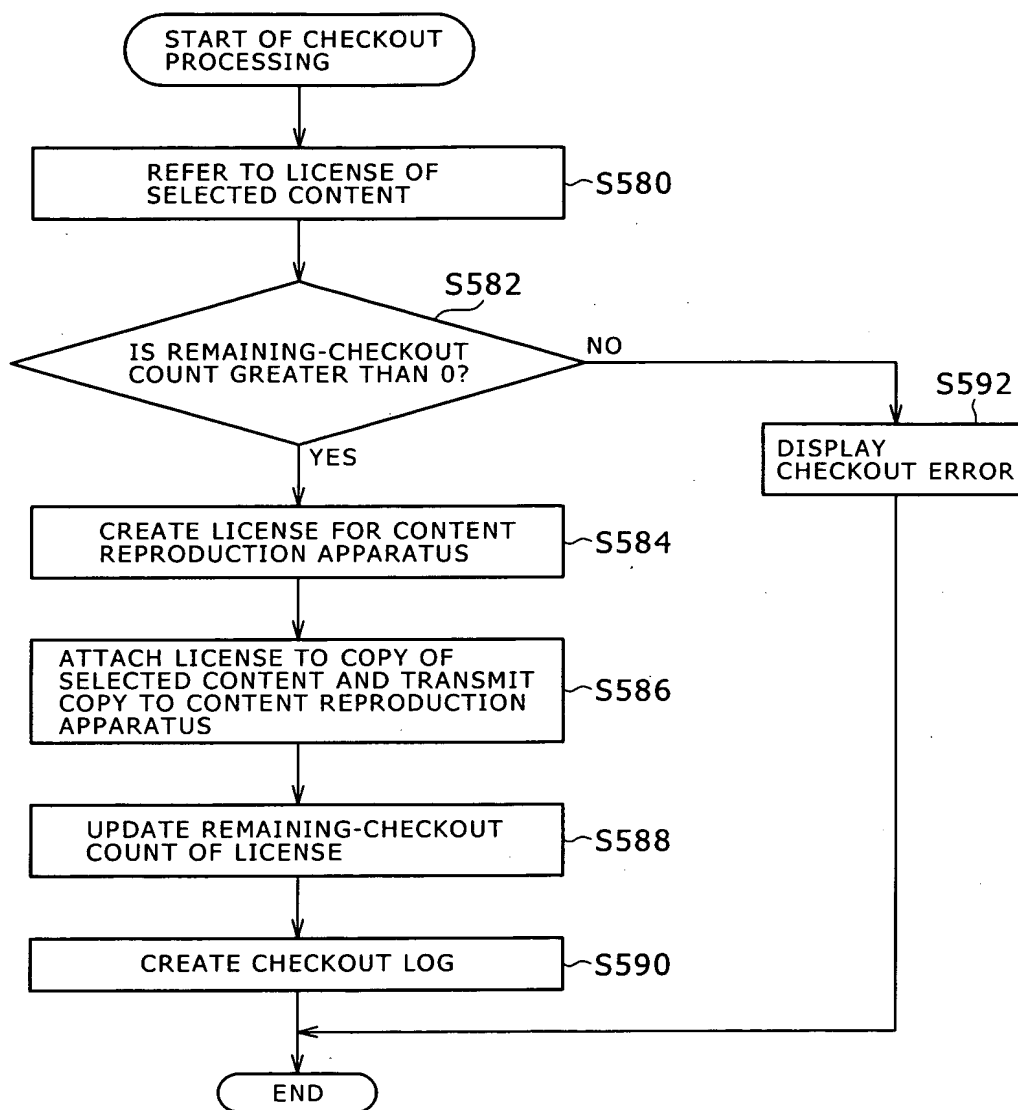 START OF CHECKOUT
PROCESSING
REFER TO LICENSE OF
SELECTED CONTENT
S580
S582
IS REMAINING-CHECKOUT
COUNT GREATER THAN 0?
NO
S592
DISPLAY
CHECKOUT ERROR
YES
CREATE LICENSE FOR CONTENT
REPRODUCTION APPARATUS
S584
ATTACH LICENSE TO COPY OF
SELECTED CONTENT AND TRANSMIT
COPY TO CONTENT REPRODUCTION
APPARATUS
S586
UPDATE REMAINING-CHECKOUT
COUNT OF LICENSE
S588
CREATE CHECKOUT LOG
S590
END